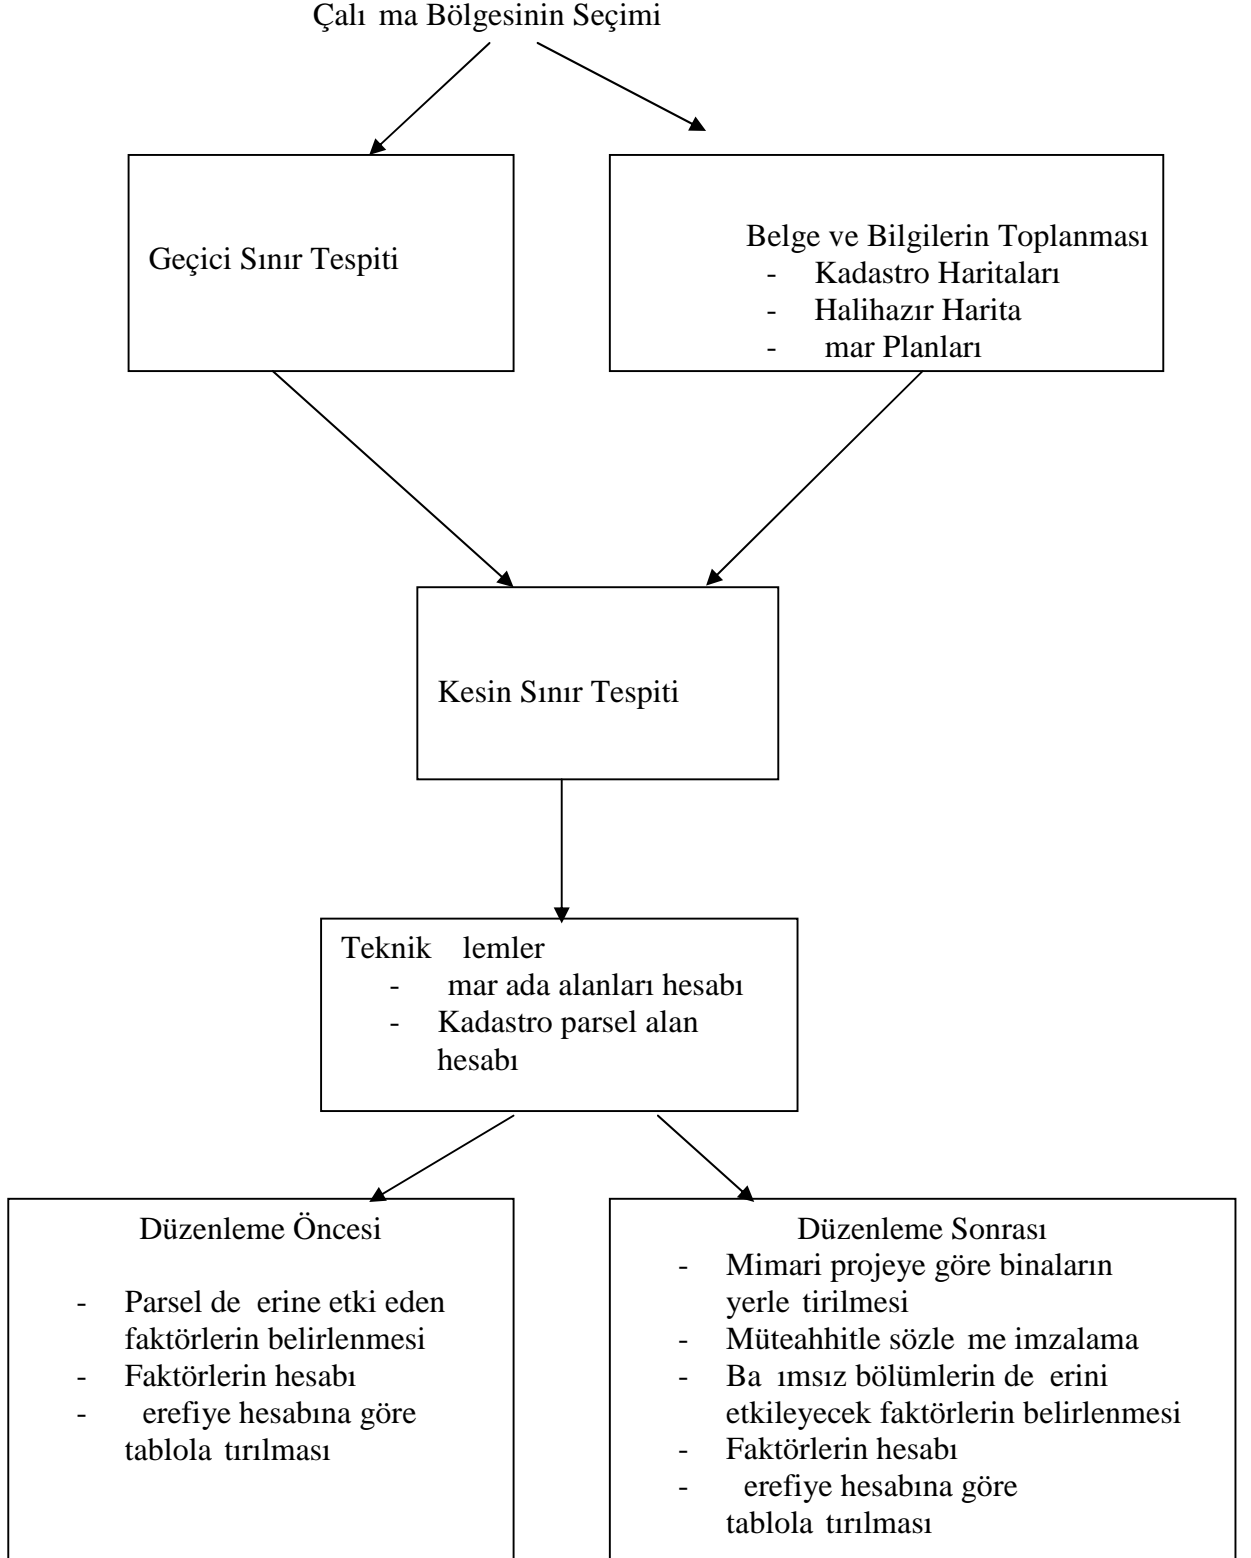 Çalı ma Bölgesinin Seçimi
Geçici Sınır Tespiti
Belge ve Bilgilerin Toplanması
- Kadastro Haritaları
- Halihazır Harita
- mar Planları
Kesin Sınır Tespiti
Teknik lemler
- mar ada alanları hesabı
- Kadastro parsel alan
hesabı
Düzenleme Öncesi
- Parsel de erine etki eden
faktörlerin belirlenmesi
- Faktörlerin hesabı
- erefiye hesabına göre
tablola tırılması
Düzenleme Sonrası
- Mimari projeye göre binaların
yerle tirilmesi
- Müteahhitle sözle me imzalama
- Ba ımsız bölümlerin de erini
etkileyecek faktörlerin belirlenmesi
- Faktörlerin hesabı
- erefiye hesabına göre
tablola tırılması